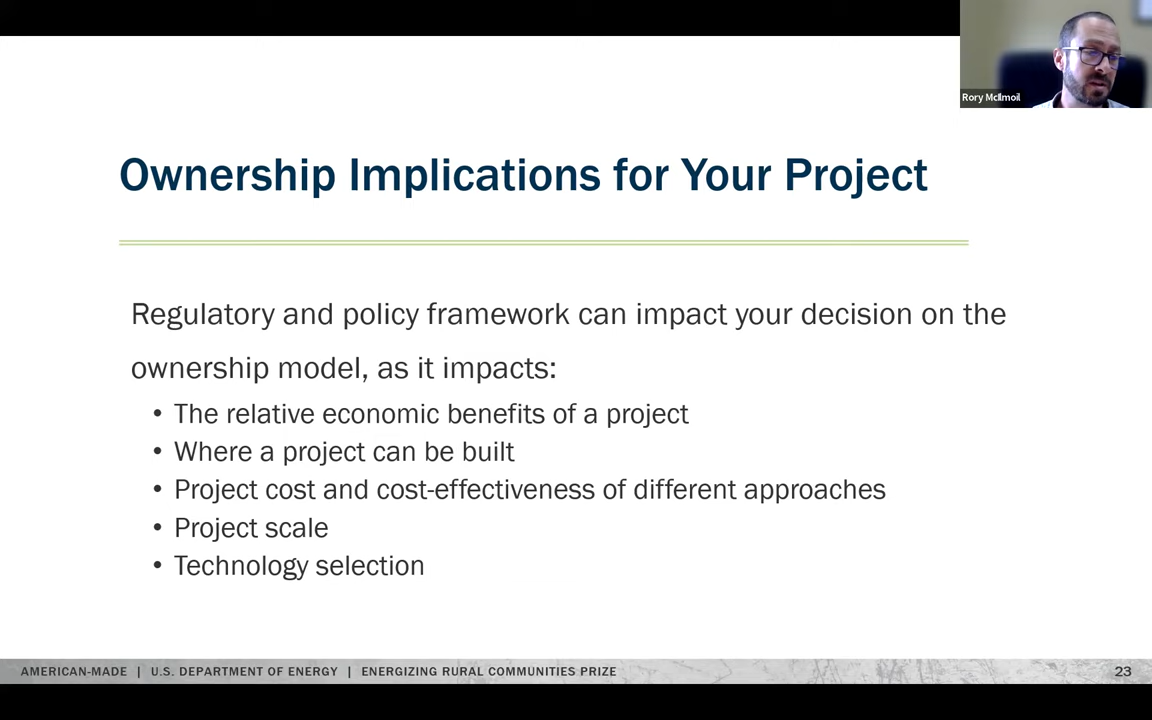 Rory McIlmoil
Ownership Implications for Your Project
Regulatory and policy framework can impact your decision on the
ownership model, as it impacts:
• The relative economic benefits of a project
• Where a project can be built
• Project cost and cost-effectiveness of different approaches
• Project scale
• Technology selection
AMERICAN-MADE | U.S. DEPARTMENT OF ENERGY | ENERGIZING RURAL COMMUNITIES PRIZE 23